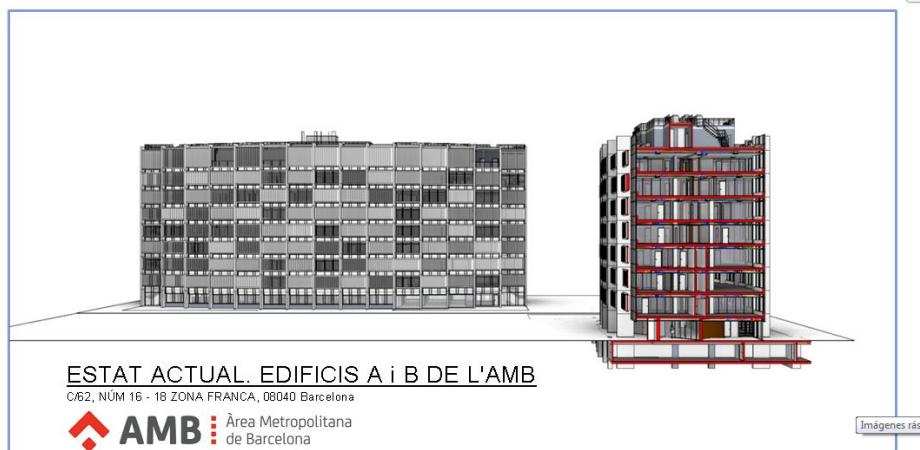 ESTAT ACTUAL. EDIFICIS A i B DE L'AMB
C/62, NÚM 16 - 18 ZONA FRANCA, 08040 Barcelona
AMB
Àrea Metropolitana
de Barcelona
Imágenes